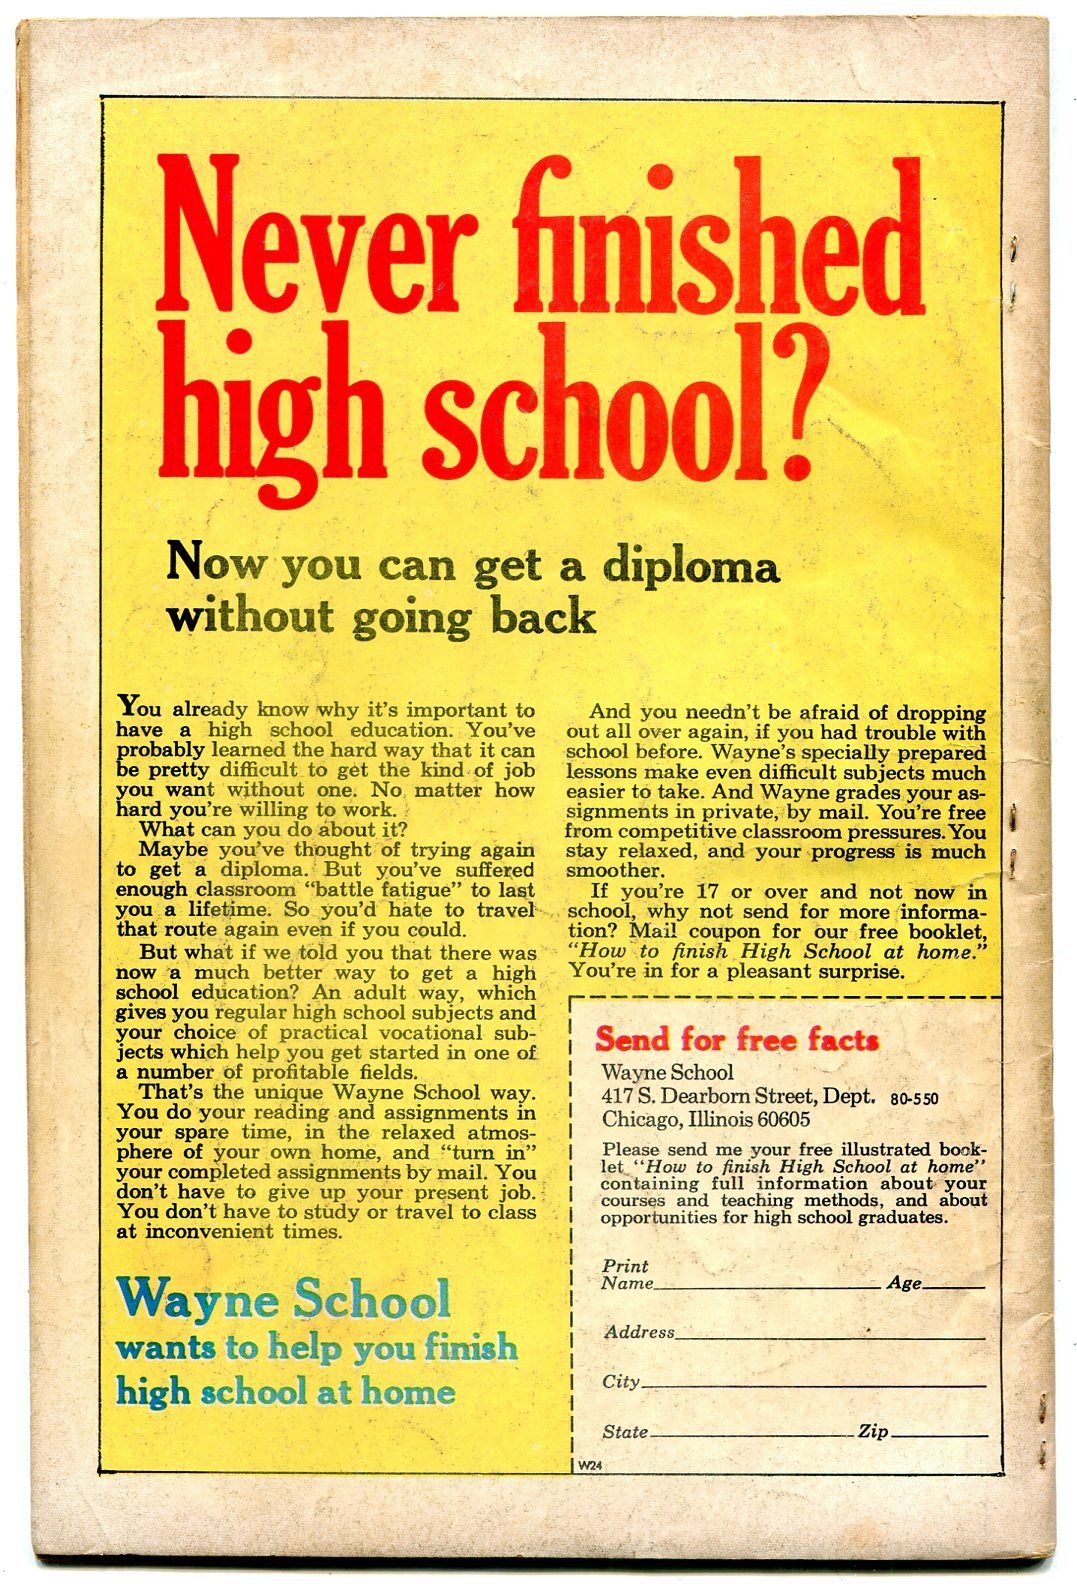 Never finished
high school?
Now you can get a diploma
without going back
You already know why it's important to
have a high school education. You've
probably learned the hard way that it can
be pretty difficult to get the kind of job
you want without one. No matter how
hard you're willing to work.
What can you do about it?
Maybe you've thought of trying again
to get a diploma. But you've suffered
enough classroom "battle fatigue" to last
you a lifetime. So you'd hate to travel
that route again even if you could.
But what if we told you that there was
now a much better way to get a high
school education? An adult way, which
gives you regular high school subjects and
your choice of practical vocational sub-
jects which help you get started in one of
a number of profitable fields.
That's the unique Wayne School way.
You do your reading and assignments in
your spare time, in the relaxed atmos-
phere of your own home, and "turn in"
your completed assignments by mail. You
don't have to give up your present job.
You don't have to study or travel to class
at inconvenient times.
Wayne School
wants to help you finish
high school at home
And you needn't be afraid of dropping
out all over again, if you had trouble with
school before. Wayne's specially prepared
lessons make even difficult subjects much
easier to take. And Wayne grades your as-
signments in private, by mail. You're free
from competitive classroom pressures. You
stay relaxed, and your progress is much
smoother.
If you're 17 or over and not now in
school, why not send for more informa-
tion? Mail coupon for our free booklet,
"How to finish High School at home."
You're in for a pleasant surprise.
Send for free facts
Wayne School
417 S. Dearborn Street, Dept. 80-550
Chicago, Illinois 60605
Please send me your free illustrated book-
let "How to finish High School at home"
containing full information about your
courses and teaching methods, and about
opportunities for high school graduates.
Print
Name Age
Address
City
State Zip
W24